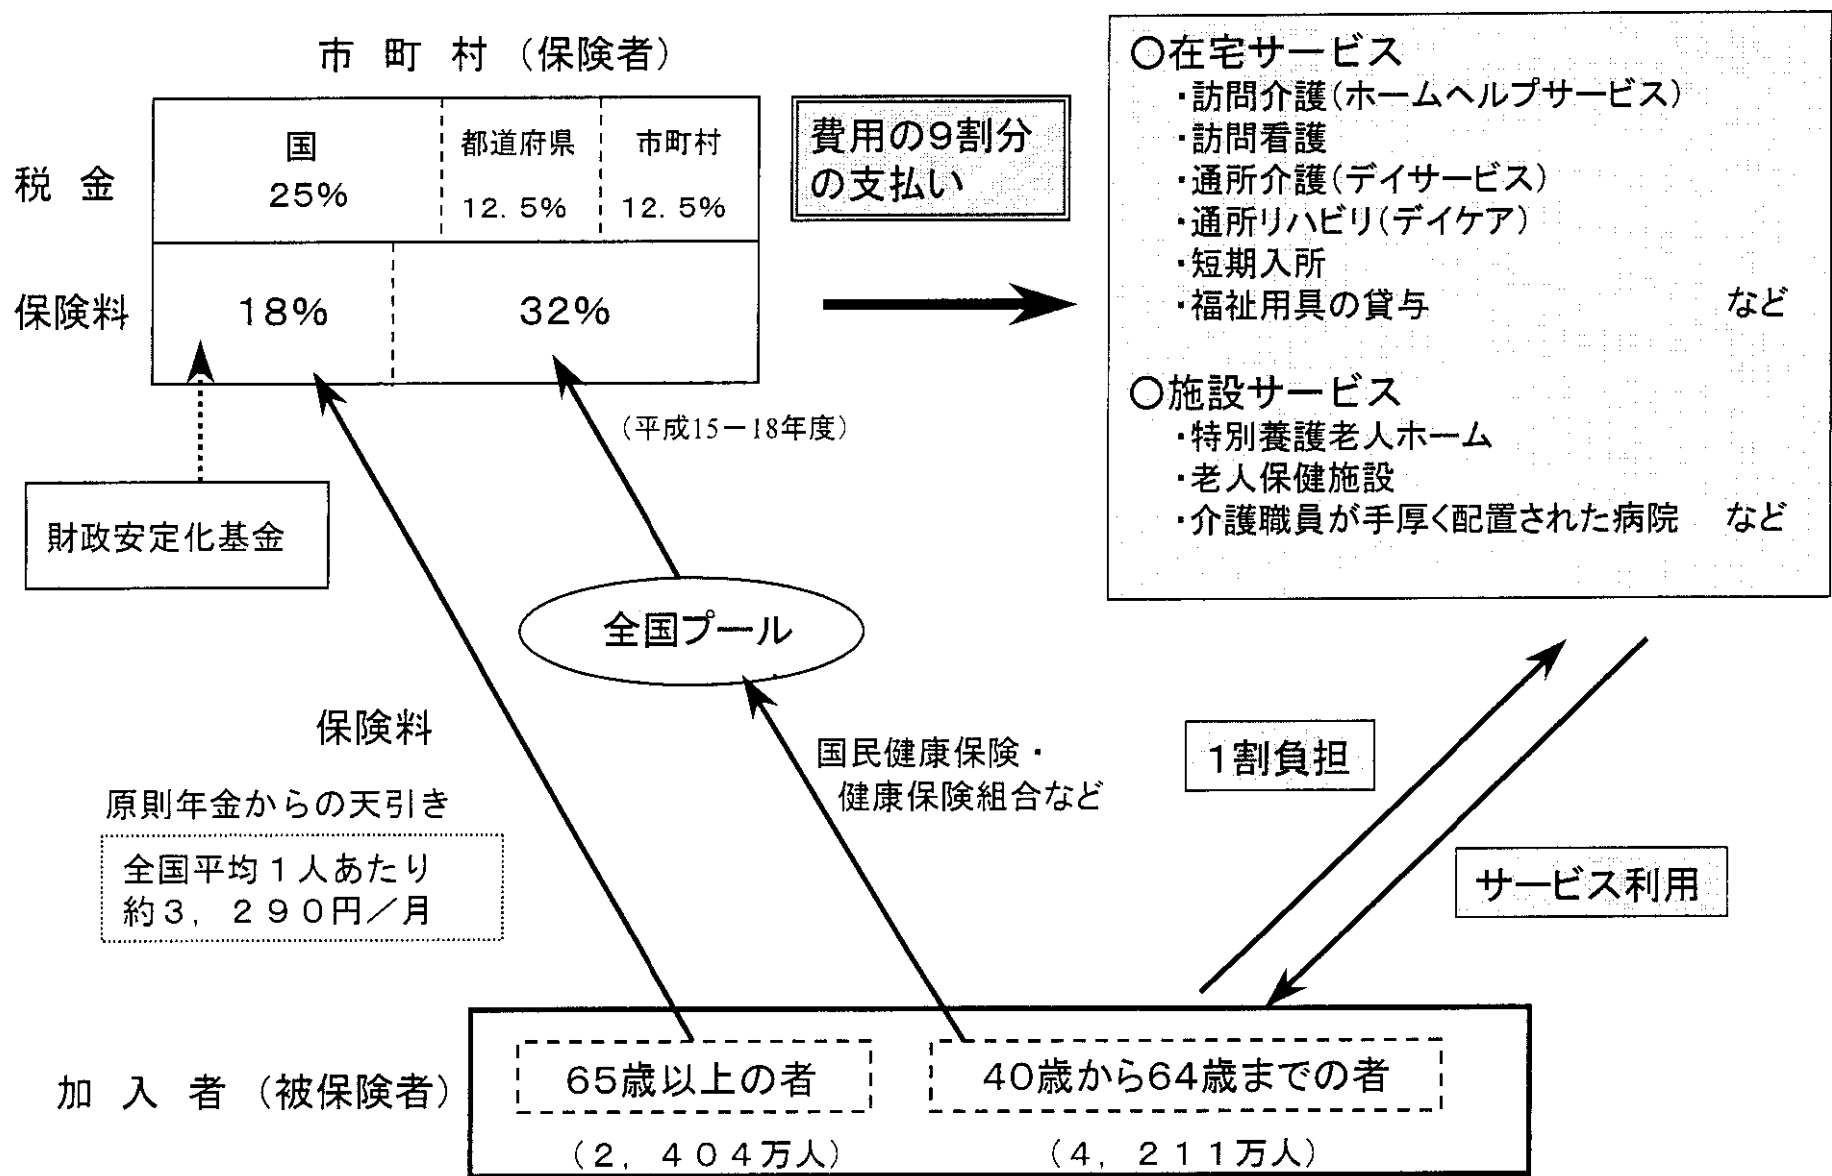 市 町 村 （保険者）
税 金
国
25%
都道府県
12. 5%
市町村
12. 5%
保険料
18%
32%
費用の9割分
の支払い
（平成15－18年度）
財政安定化基金
全国プール
○在宅サービス
・訪問介護(ホームヘルプサービス)
・訪問看護
・通所介護(デイサービス)
・通所リハビリ(デイケア)
・短期入所
・福祉用具の貸与 など
○施設サービス
・特別養護老人ホーム
・老人保健施設
・介護職員が手厚く配置された病院 など
保険料
原則年金からの天引き
全国平均１人あたり
約３，２９０円／月
国民健康保険・
健康保険組合など
1割負担
サービス利用
加 入 者 （被保険者）
65歳以上の者
（２，４０４万人）
40歳から64歳までの者
（４，２１１万人）